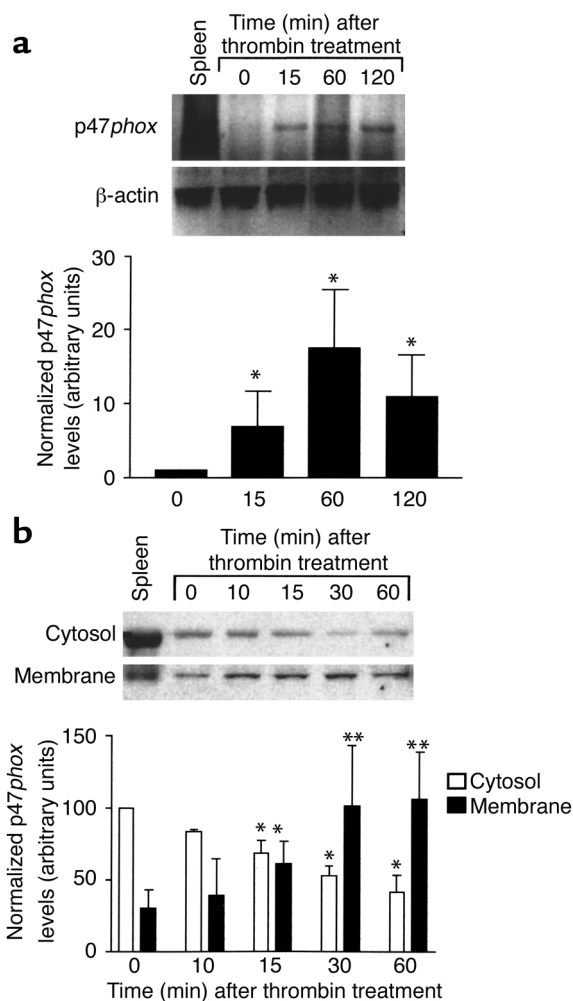 a
Spleen
Time (min) after
thrombin treatment
0 15 60 120
p47phox
β-actin
Normalized p47phox
levels (arbitrary units)
30
20
10
0
* * *
0 15 60 120
b
Spleen
Time (min) after
thrombin treatment
0 10 15 30 60
Cytosol
Membrane
Normalized p47phox
levels (arbitrary units)
150
100
50
0
* * * ** * **
Cytosol
Membrane
0 10 15 30 60
Time (min) after thrombin treatment